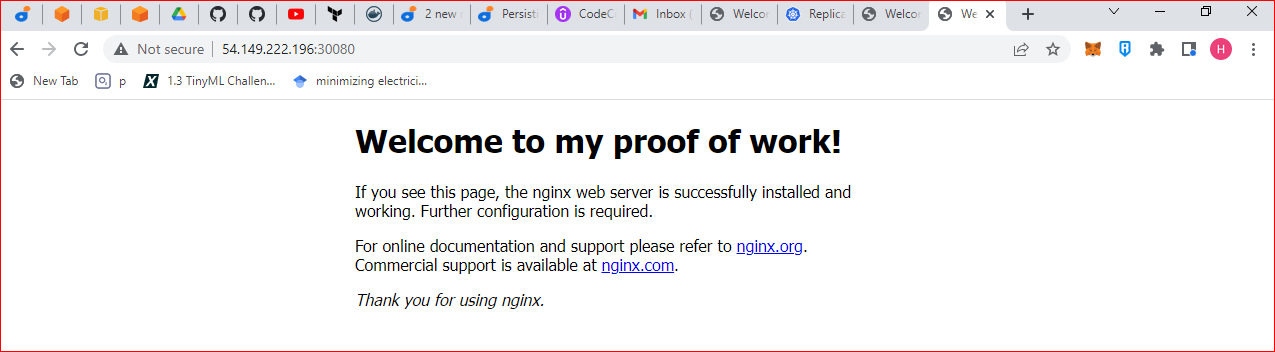 2 new
Persist
CodeC
Inbox (
Welcor
Replica
Welcor
We
Not secure
54.149.222.196:30080
H
New Tab
p
1.3 TinyML Challen...
minimizing electrici...
Welcome to my proof of work!
If you see this page, the nginx web server is successfully installed and
working. Further configuration is required.
For online documentation and support please refer to nginx.org.
Commercial support is available at nginx.com.
Thank you for using nginx.